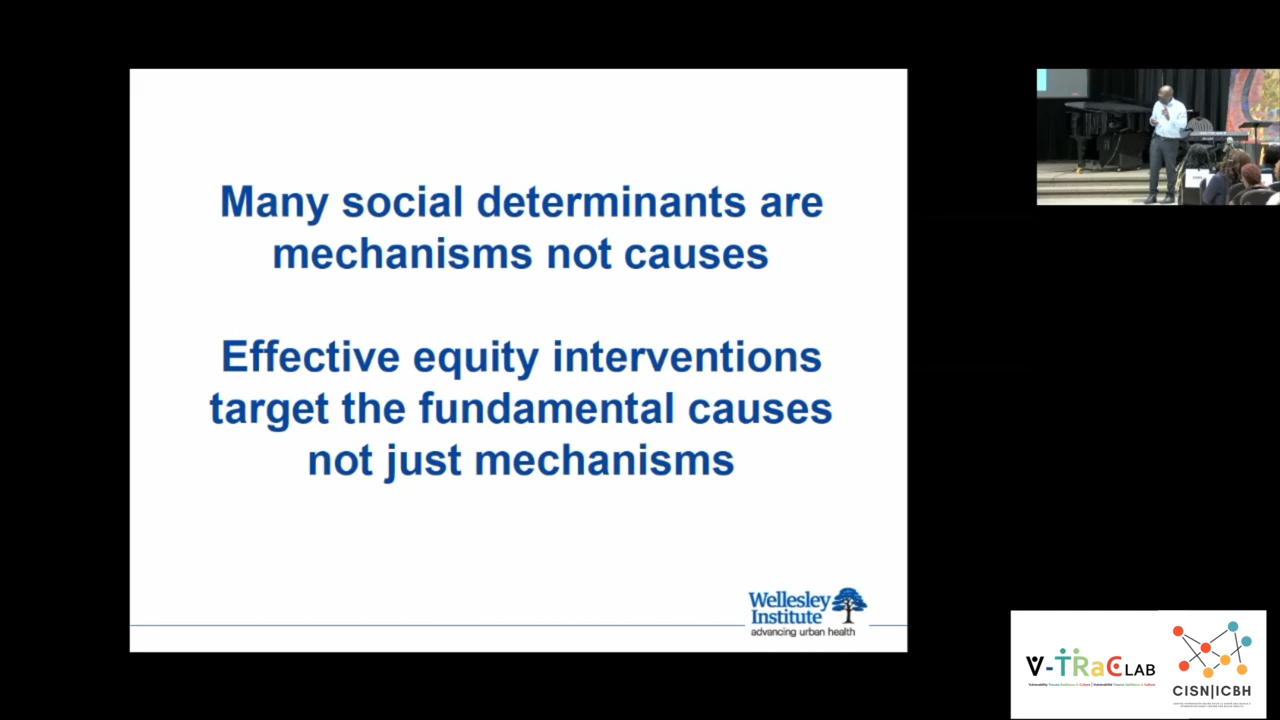 Many social determinants are
mechanisms not causes
Effective equity interventions
target the fundamental causes
not just mechanisms
Wellesley
Institute
advancing urban health
V-TRaC LAB
CISN|ICBH